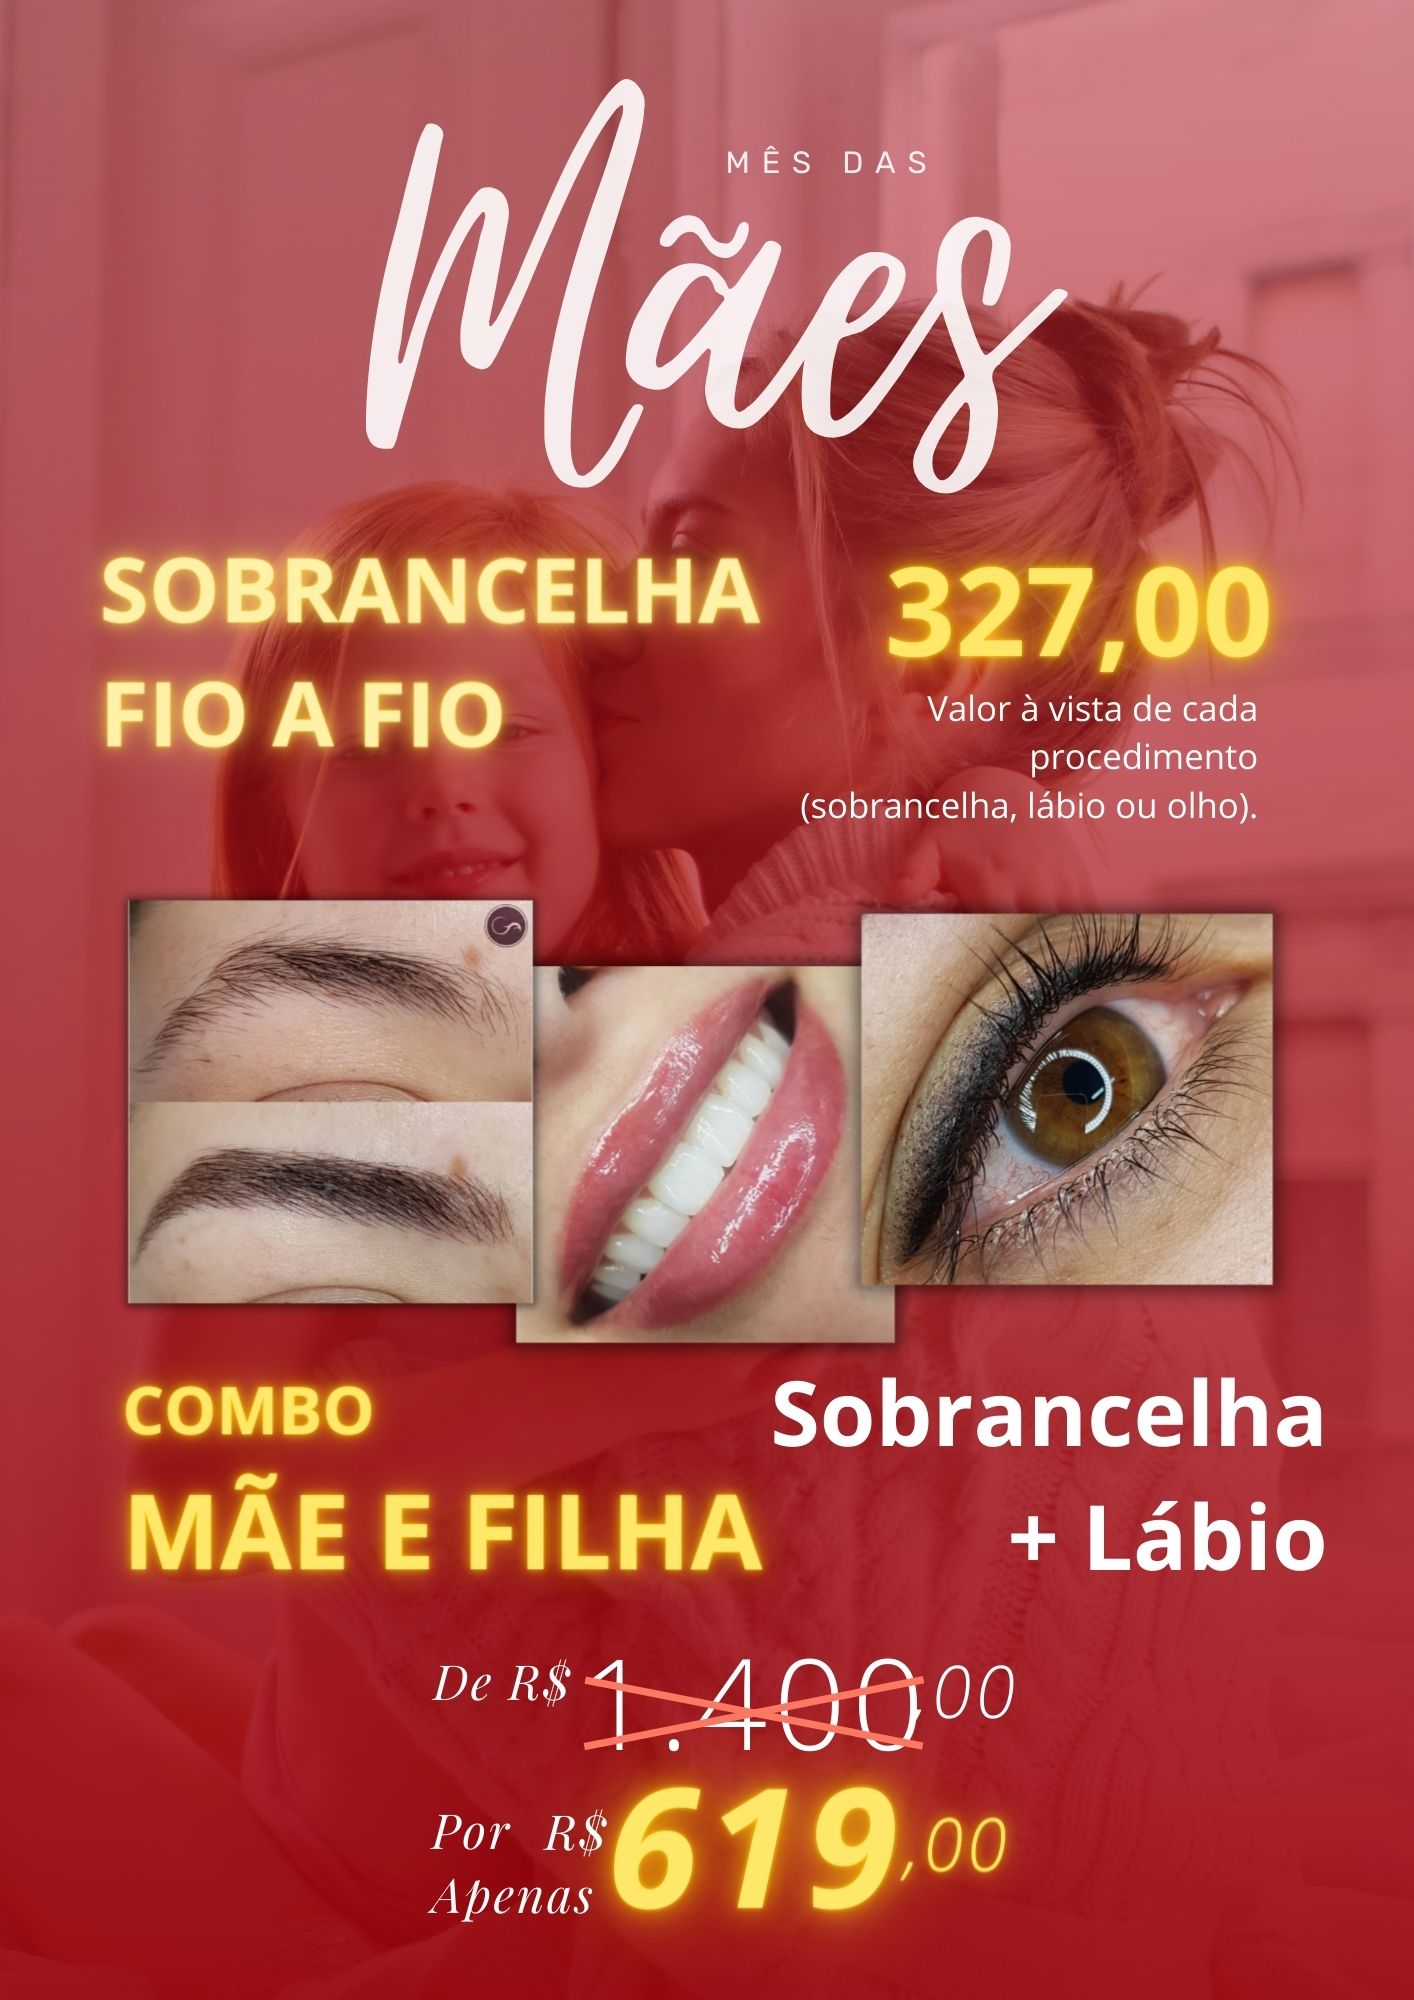 MÊS DAS
Mães
SOBRANCELHA
FIO A FIO
327,00
Valor à vista de cada
procedimento
(sobrancelha, lábio ou olho).
COMBO
MÃE E FILHA
Sobrancelha
+ Lábio
De R$ 1.400,00
Por R$ 619,00
Apenas